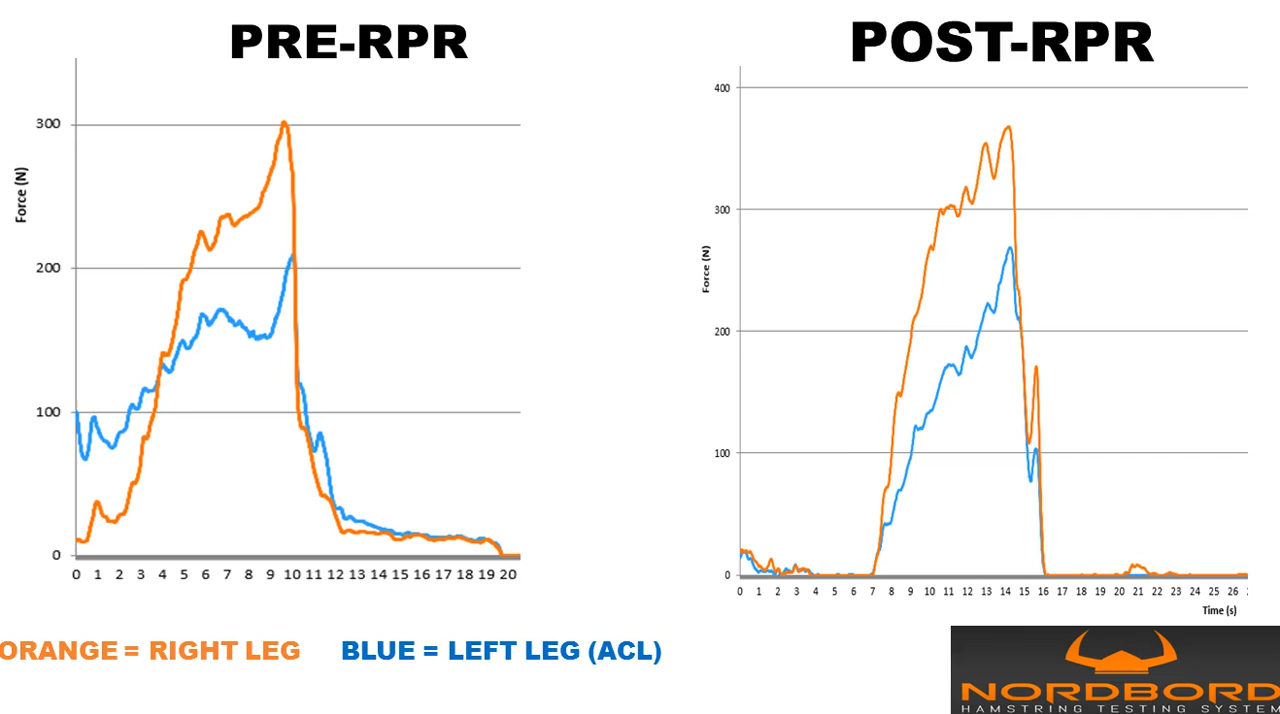 PRE-RPR
POST-RPR
Force (N)
300
200
100
0
0 1 2 3 4 5 6 7 8 9 10 11 12 13 14 15 16 17 18 19 20
Force (N)
400
300
200
100
0
0 1 2 3 4 5 6 7 8 9 10 11 12 13 14 15 16 17 18 19 20 21 22 23 24 25 26
Time (s)
ORANGE = RIGHT LEG
BLUE = LEFT LEG (ACL)
NORDBORD
HAMSTRING TESTING SYSTEM